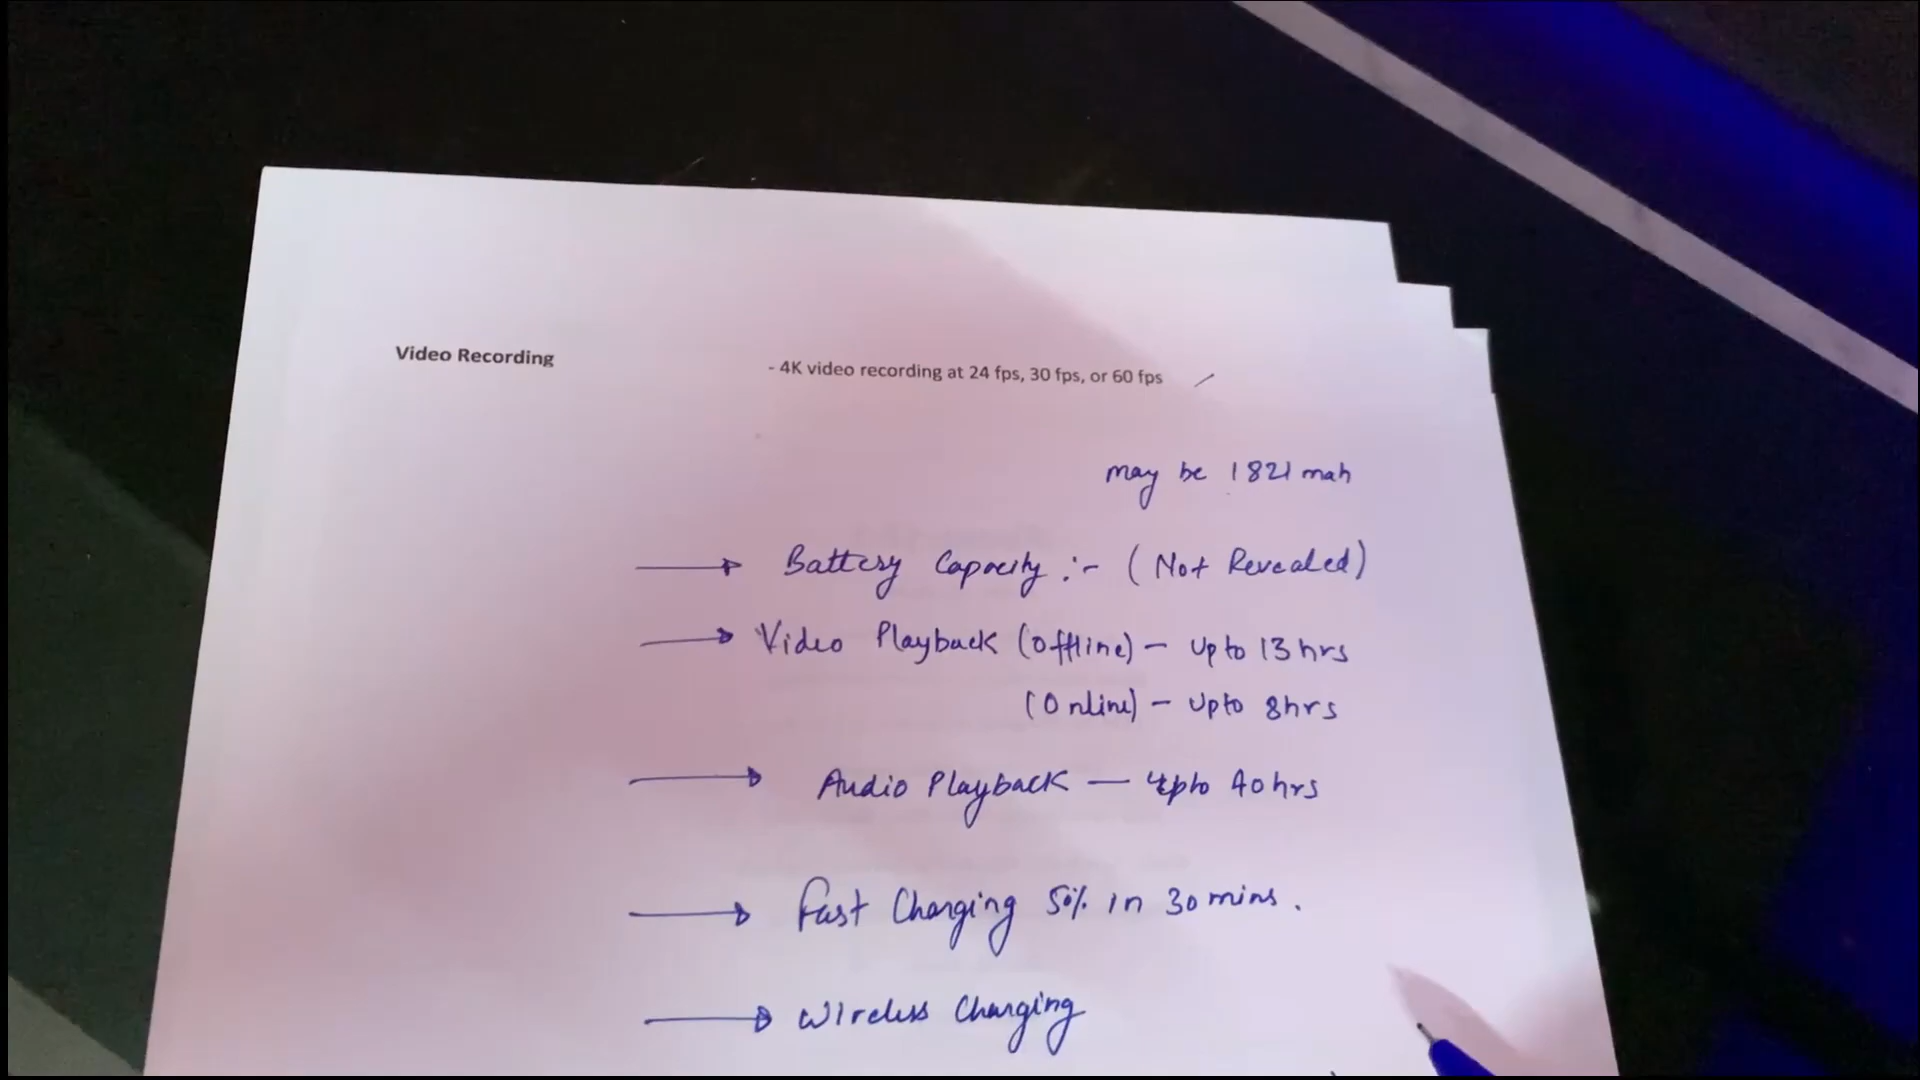 Video Recording - 4K video recording at 24 fps, 30 fps, or 60 fps
may be 1821 mah
Battery Capacity :- (Not Revealed)
Video Playback (Offline) - Upto 13 hrs
(Online) - Upto 8hrs
Audio Playback - Upto 40 hrs
Fast Charging 50% in 30 mins.
Wireless Charging